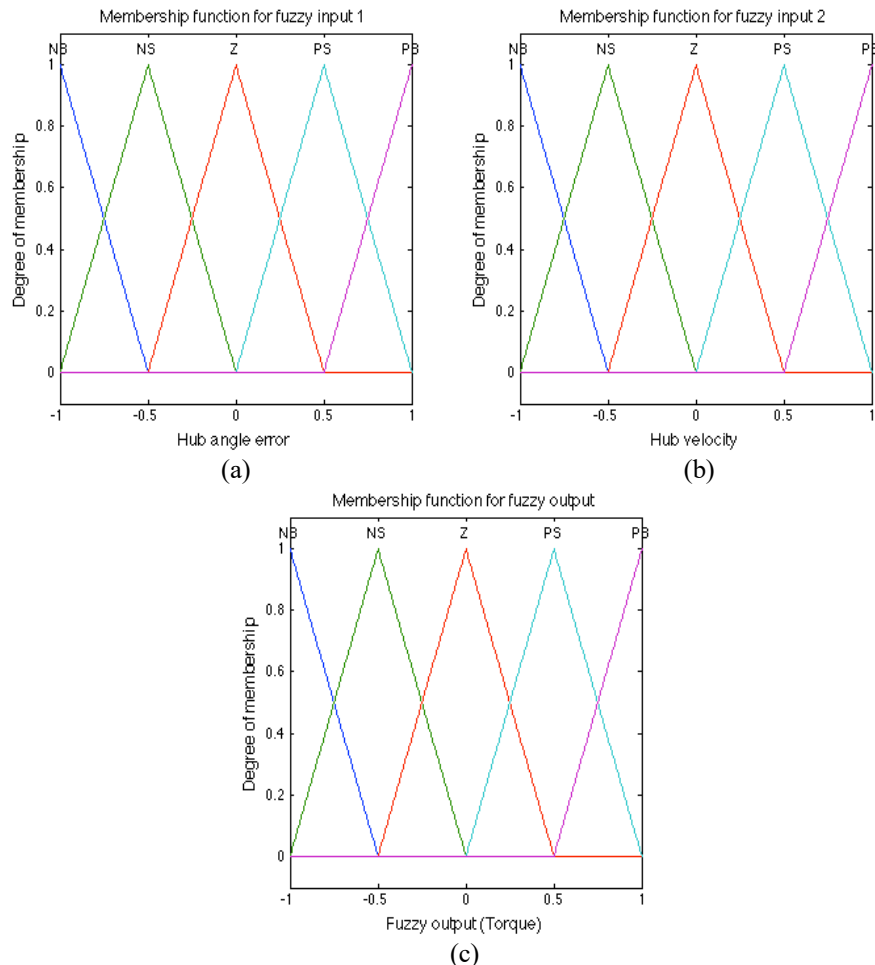 Membership function for fuzzy input 1
NB NS Z PS PB
1
0.8
0.6
0.4
0.2
0
Degree of membership
-1 -0.5 0 0.5 1
Hub angle error
(a)
Membership function for fuzzy input 2
NB NS Z PS PB
1
0.8
0.6
0.4
0.2
0
Degree of membership
-1 -0.5 0 0.5 1
Hub velocity
(b)
Membership function for fuzzy output
NB NS Z PS PB
1
0.8
0.6
0.4
0.2
0
Degree of membership
-1 -0.5 0 0.5 1
Fuzzy output (Torque)
(c)